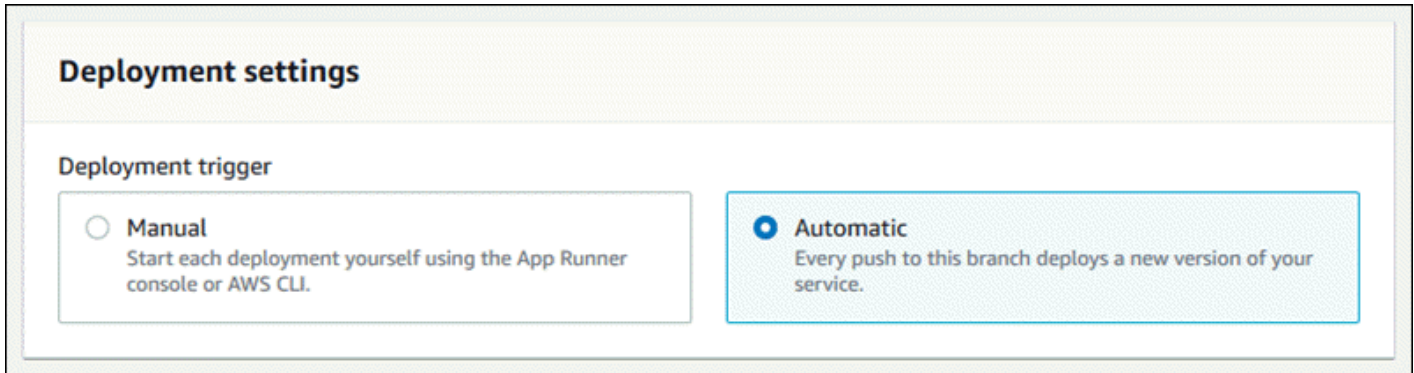 Deployment settings
Deployment trigger
Manual
Start each deployment yourself using the App Runner
console or AWS CLI.
Automatic
Every push to this branch deploys a new version of your
service.